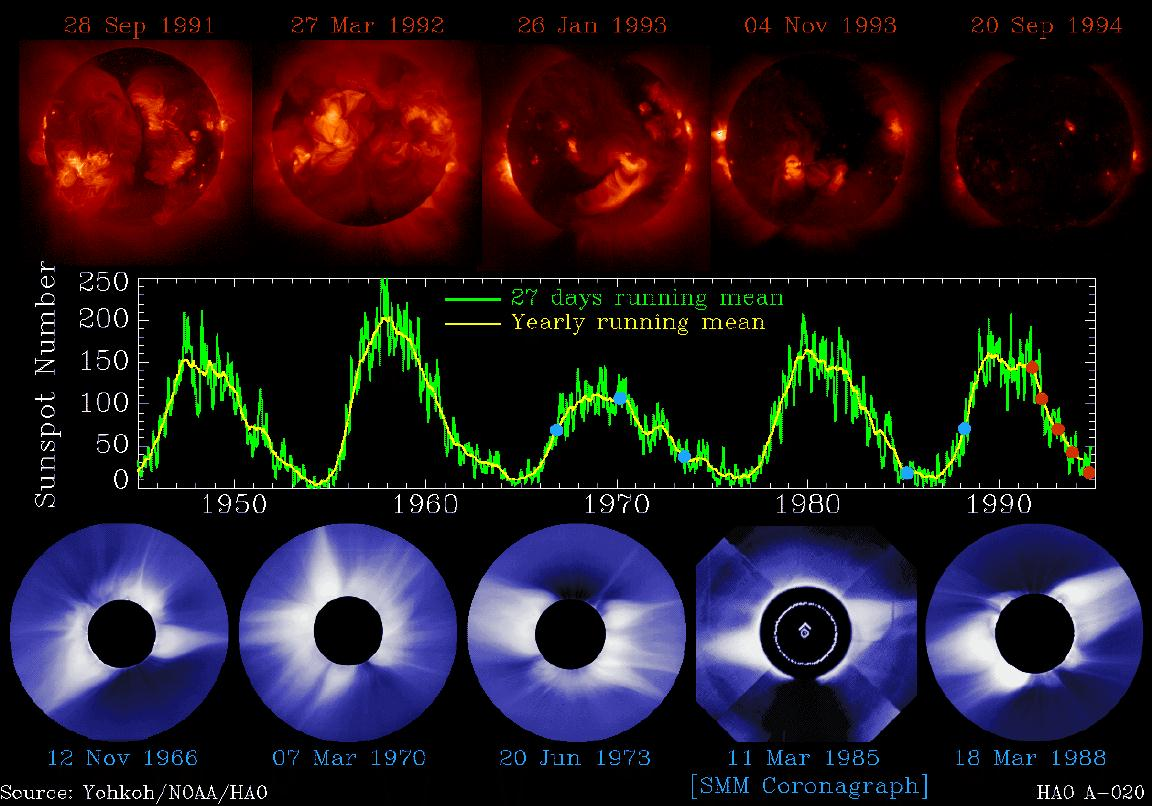 28 Sep 1991 27 Mar 1992 26 Jan 1993 04 Nov 1993 20 Sep 1994
Sunspot Number
250
200
150
100
50
0
27 days running mean
Yearly running mean
1950 1960 1970 1980 1990
12 Nov 1966 07 Mar 1970 20 Jun 1973 11 Mar 1985 18 Mar 1988
[SMM Coronagraph]
Source: Yohkoh/NOAA/HAO HAO A-020